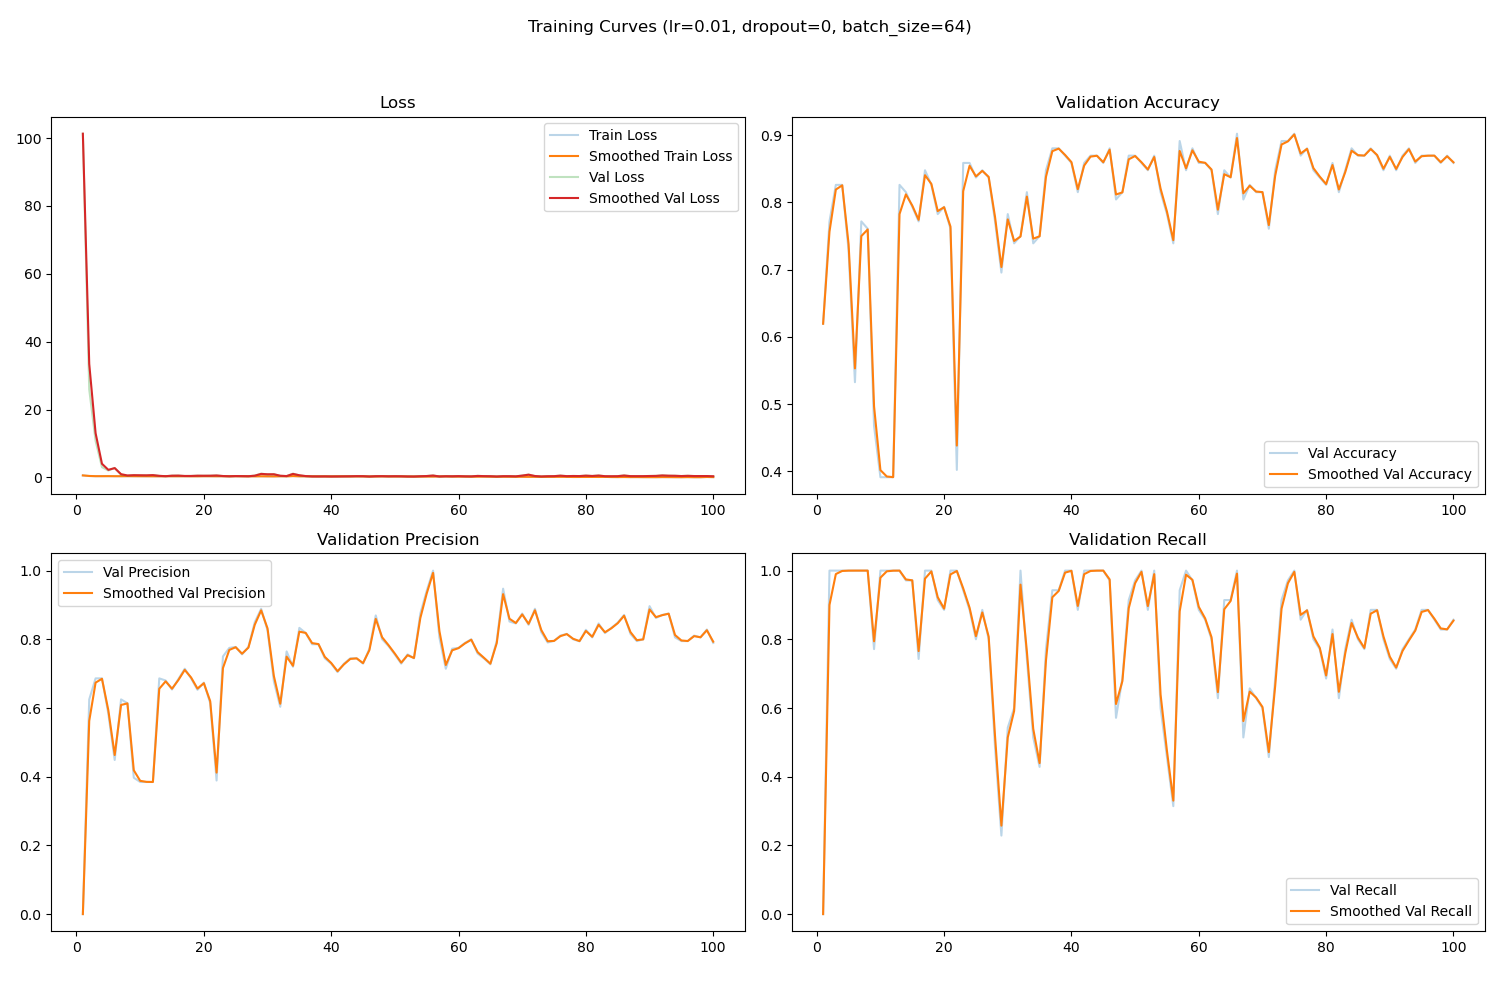 Training Curves (lr=0.01, dropout=0, batch_size=64)
Loss
Train Loss
Smoothed Train Loss
Val Loss
Smoothed Val Loss
100
80
60
40
20
0
0 20 40 60 80 100
Validation Accuracy
0.9
0.8
0.7
0.6
0.5
0.4
Val Accuracy
Smoothed Val Accuracy
0 20 40 60 80 100
Validation Precision
Val Precision
Smoothed Val Precision
1.0
0.8
0.6
0.4
0.2
0.0
0 20 40 60 80 100
Validation Recall
1.0
0.8
0.6
0.4
0.2
0.0
Val Recall
Smoothed Val Recall
0 20 40 60 80 100